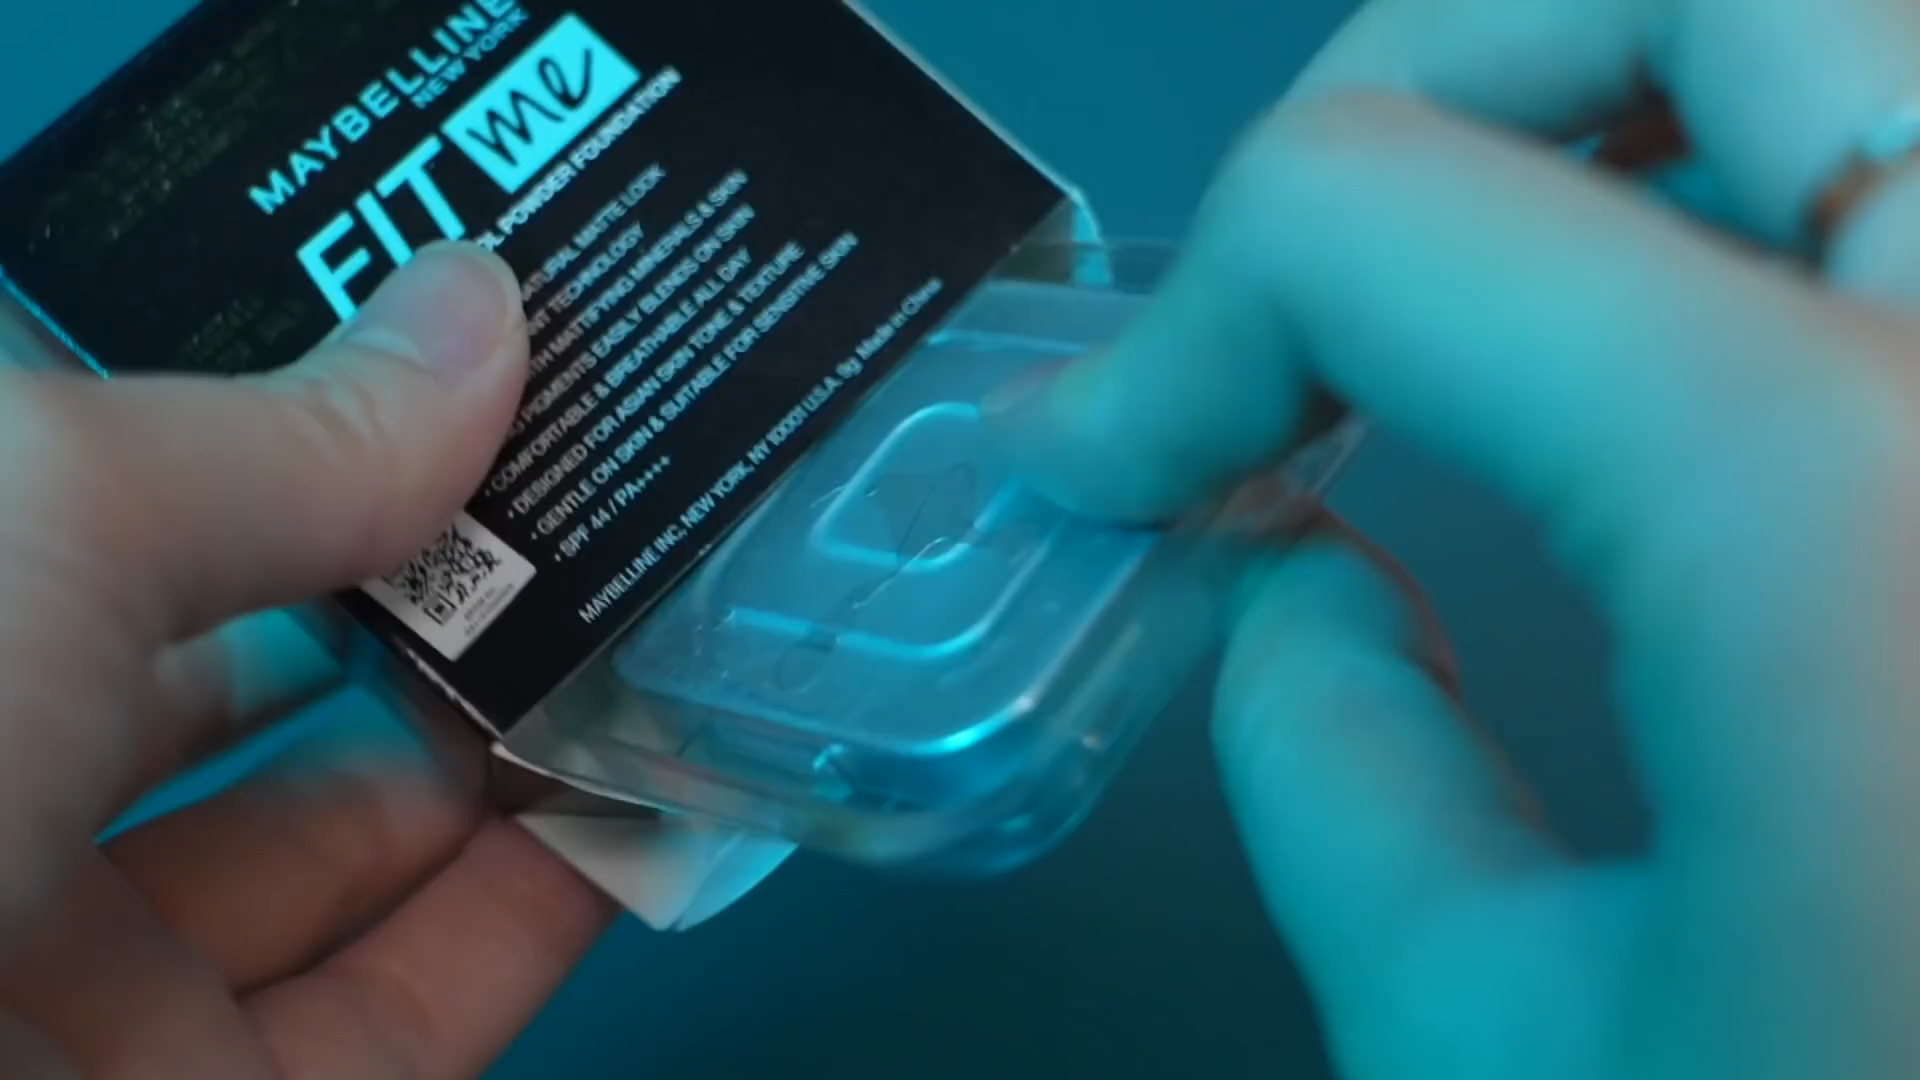 MAYBELLINE
NEW YORK
FIT me
POWDER FOUNDATION
MATTE LOOK
TECHNOLOGY
MATTIFYING MINERALS & SKIN
PIGMENTS EASILY BLENDS ON SKIN
• COMFORTABLE & BREATHABLE ALL DAY
• DESIGNED FOR ASIAN SKIN TONE & TEXTURE
• GENTLE ON SKIN & SUITABLE FOR SENSITIVE SKIN
• SPF 44 / PA++++
MAYBELLINE INC, NEW YORK, NY 10001 U.S.A. 9g Made in China